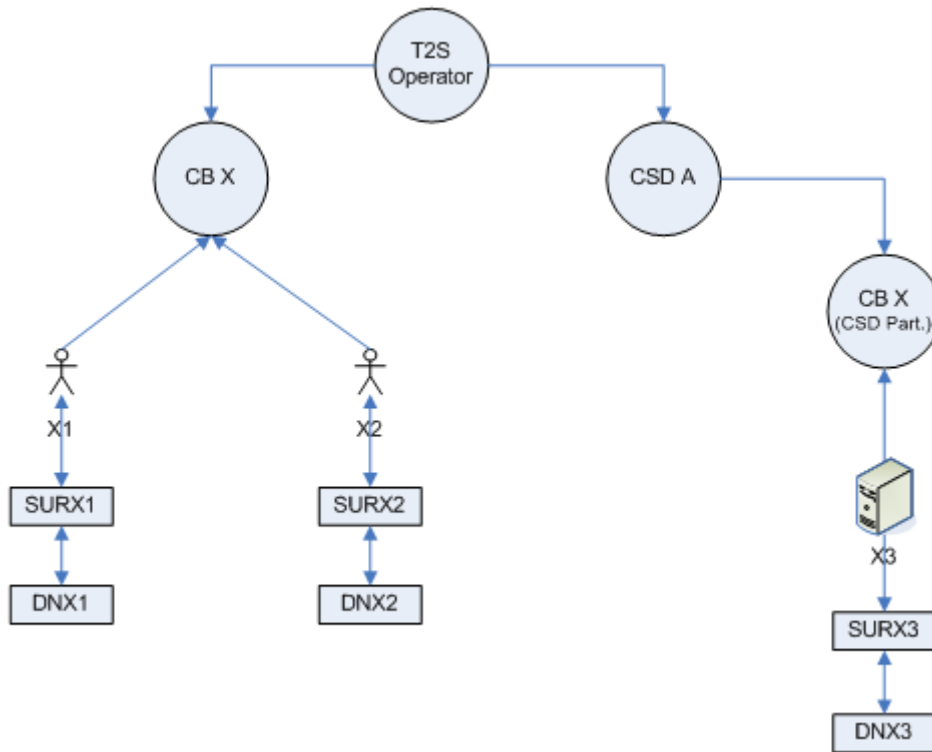 T2S
Operator
CB X
CSD A
CB X
(CSD Part.)
X1
X2
SURX1
SURX2
X3
DNX1
DNX2
SURX3
DNX3